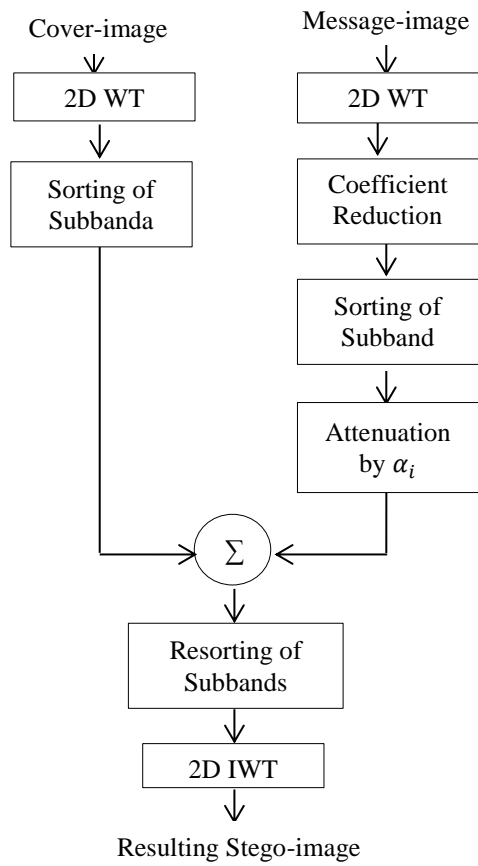 Cover-image
2D WT
Sorting of
Subbanda
Message-image
2D WT
Coefficient
Reduction
Sorting of
Subband
Attenuation
by αᵢ
Σ
Resorting of
Subbands
2D IWT
Resulting Stego-image